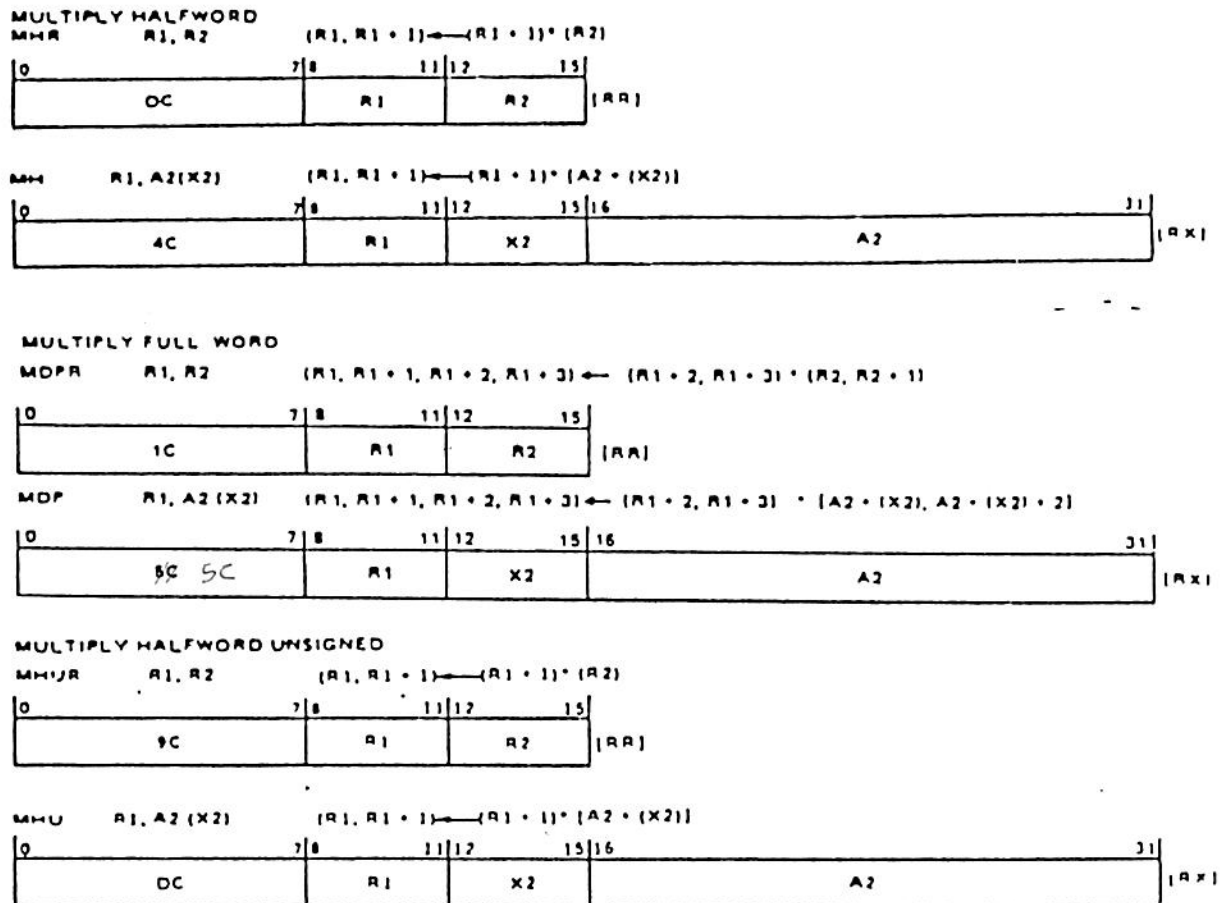 MULTIPLY HALFWORD
MHR R1, R2 (R1, R1 + 1)←(R1 + 1)* (R2)
0 7 8 11 12 15
0C R1 R2 [RR]
MH R1, A2(X2) (R1, R1 + 1)←(R1 + 1)* [A2 + (X2)]
0 7 8 11 12 15 16 31
4C R1 X2 A2 [RX]
MULTIPLY FULL WORD
MDPR R1, R2 (R1, R1 + 1, R1 + 2, R1 + 3)← (R1 + 2, R1 + 3) * (R2, R2 + 1)
0 7 8 11 12 15
1C R1 R2 [RR]
MDP R1, A2 (X2) (R1, R1 + 1, R1 + 2, R1 + 3)← (R1 + 2, R1 + 3) * [A2 + (X2), A2 + (X2) + 2]
0 7 8 11 12 15 16 31
5C R1 X2 A2 [RX]
MULTIPLY HALFWORD UNSIGNED
MHUR R1, R2 (R1, R1 + 1)←(R1 + 1)* (R2)
0 7 8 11 12 15
9C R1 R2 [RR]
MHU R1, A2 (X2) (R1, R1 + 1)←(R1 + 1)* [A2 + (X2)]
0 7 8 11 12 15 16 31
DC R1 X2 A2 [RX]